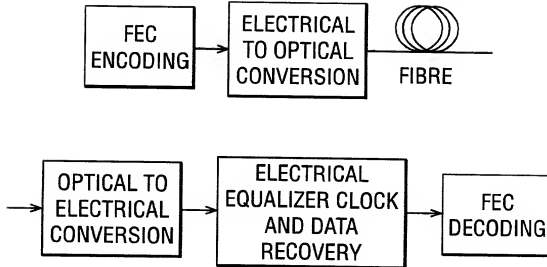 FEC
ENCODING
ELECTRICAL
TO OPTICAL
CONVERSION
FIBRE
OPTICAL TO
ELECTRICAL
CONVERSION
ELECTRICAL
EQUALIZER CLOCK
AND DATA
RECOVERY
FEC
DECODING